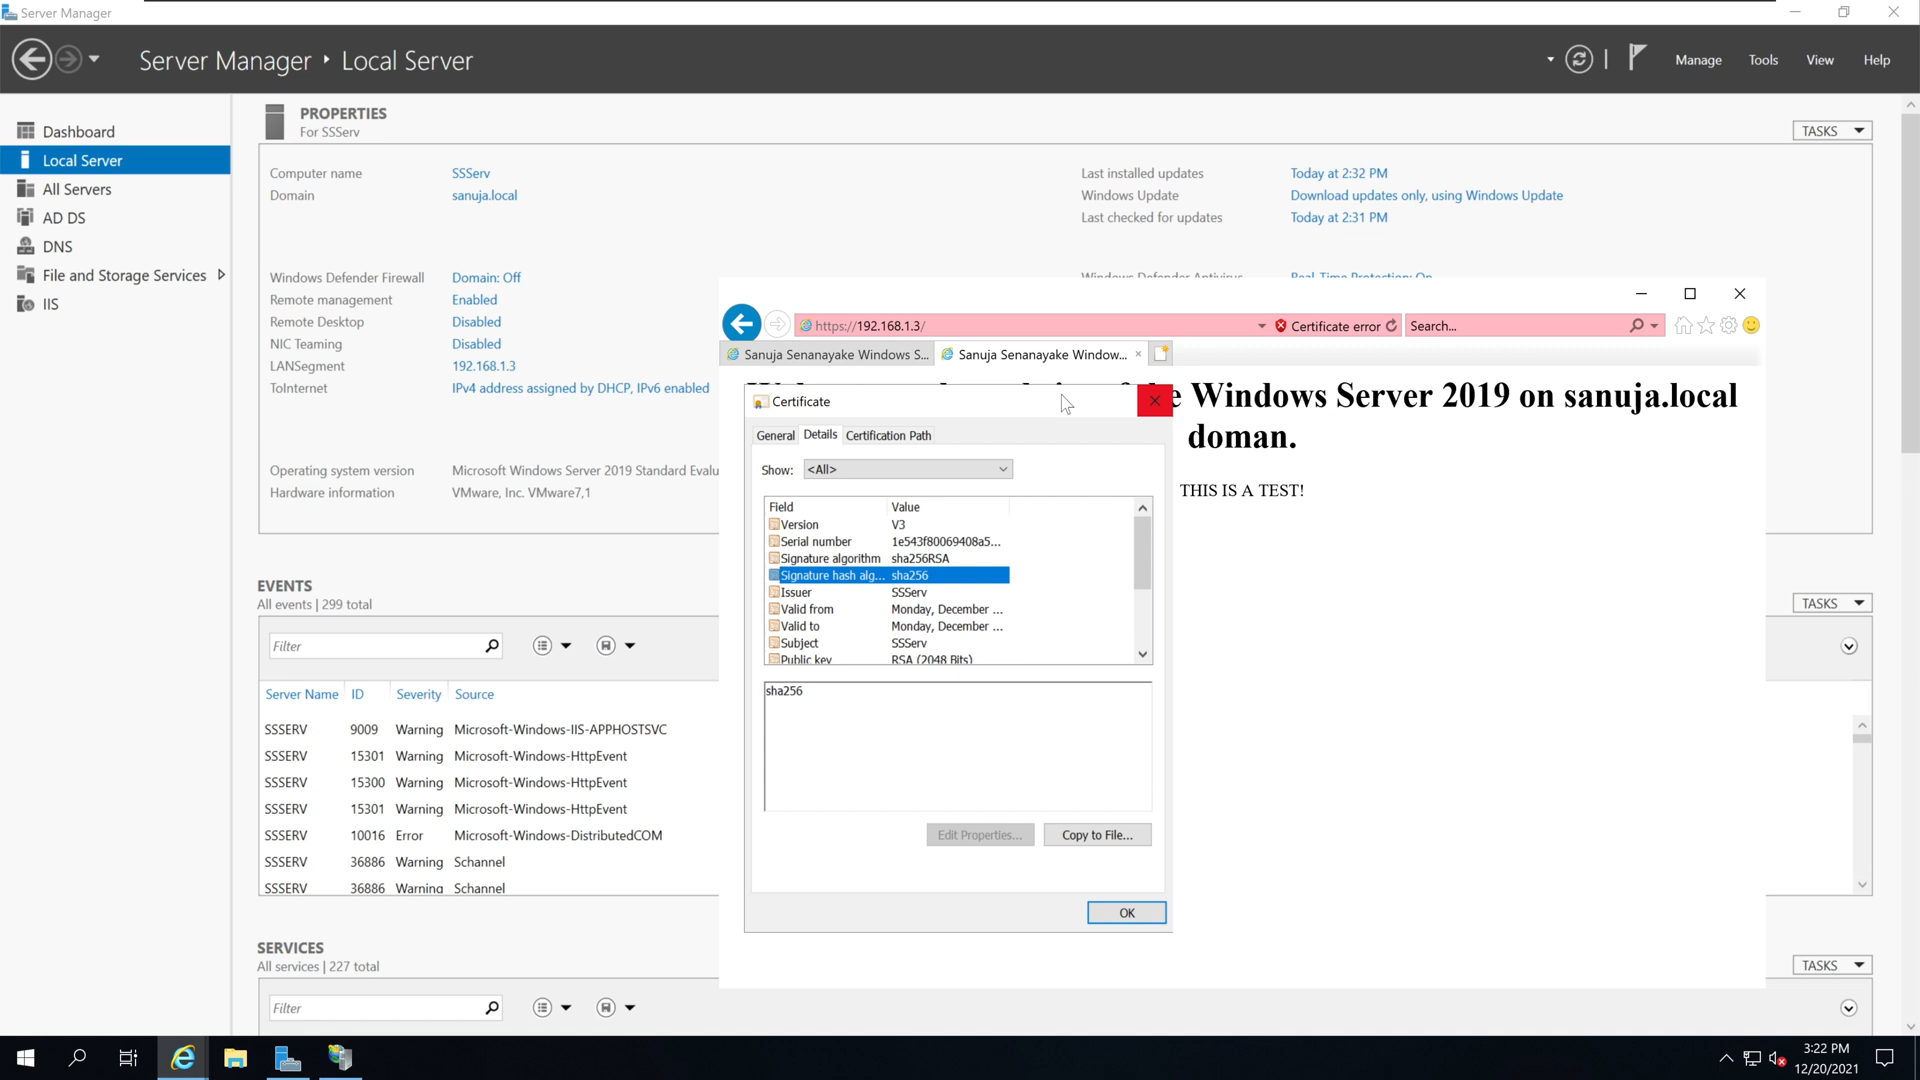 Server Manager
Server Manager ‣ Local Server
Manage Tools View Help
Dashboard
Local Server
All Servers
AD DS
DNS
File and Storage Services
IIS
PROPERTIES
For SSServ
TASKS
Computer name SSServ
Domain sanuja.local
Last installed updates Today at 2:32 PM
Windows Update Download updates only, using Windows Update
Last checked for updates Today at 2:31 PM
Windows Defender Firewall Domain: Off
Remote management Enabled
Remote Desktop Disabled
NIC Teaming Disabled
LANSegment 192.168.1.3
ToInternet IPv4 address assigned by DHCP, IPv6 enabled
Windows Defender Antivirus Real-Time Protection: On
Operating system version Microsoft Windows Server 2019 Standard Evalu
Hardware information VMware, Inc. VMware7,1
https://192.168.1.3/
Certificate error
Search...
Sanuja Senanayake Windows S...
Sanuja Senanayake Window...
Windows Server 2019 on sanuja.local
doman.
THIS IS A TEST!
Certificate
General Details Certification Path
Show: <All>
Field Value
Version V3
Serial number 1e543f80069408a5...
Signature algorithm sha256RSA
Signature hash alg... sha256
Issuer SSServ
Valid from Monday, December ...
Valid to Monday, December ...
Subject SSServ
Public key RSA (2048 Bits)
sha256
Edit Properties... Copy to File...
OK
EVENTS
All events | 299 total
TASKS
Filter
Server Name ID Severity Source
SSSERV 9009 Warning Microsoft-Windows-IIS-APPHOSTSVC
SSSERV 15301 Warning Microsoft-Windows-HttpEvent
SSSERV 15300 Warning Microsoft-Windows-HttpEvent
SSSERV 15301 Warning Microsoft-Windows-HttpEvent
SSSERV 10016 Error Microsoft-Windows-DistributedCOM
SSSERV 36886 Warning Schannel
SSSERV 36886 Warning Schannel
SERVICES
All services | 227 total
TASKS
Filter
3:22 PM
12/20/2021